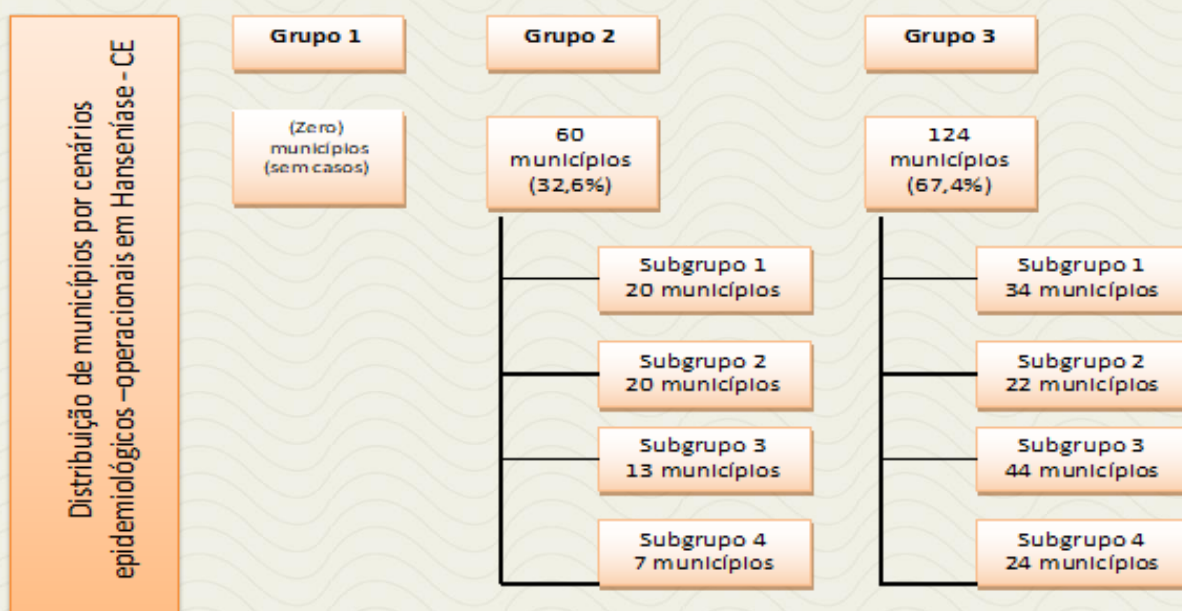 Distribuição de municípios por cenários
epidemiológicos –operacionais em Hanseníase - CE
Grupo 1
(Zero)
municípios
(sem casos)
Grupo 2
60
municípios
(32,6%)
Subgrupo 1
20 municípios
Subgrupo 2
20 municípios
Subgrupo 3
13 municípios
Subgrupo 4
7 municípios
Grupo 3
124
municípios
(67,4%)
Subgrupo 1
34 municípios
Subgrupo 2
22 municípios
Subgrupo 3
44 municípios
Subgrupo 4
24 municípios